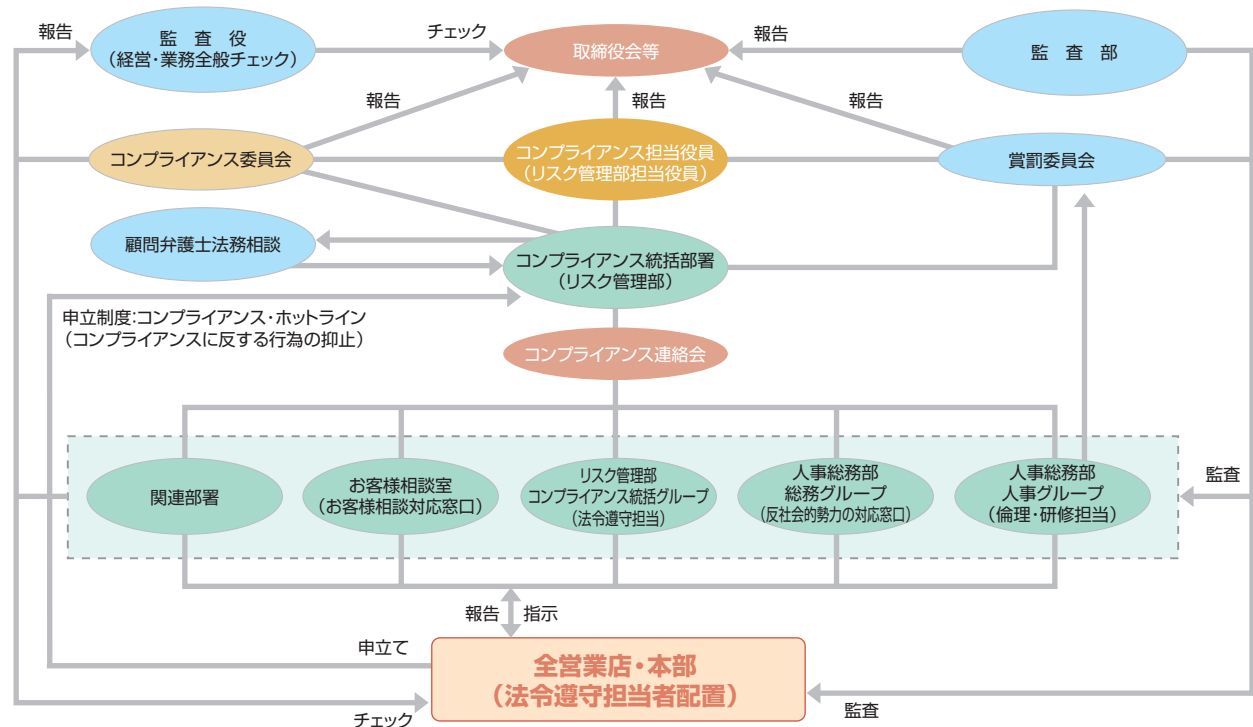 報告
監 査 役
（経営・業務全般チェック）
チェック
取締役会等
報告
監 査 部
報告
報告
報告
コンプライアンス委員会
コンプライアンス担当役員
（リスク管理部担当役員）
賞罰委員会
顧問弁護士法務相談
コンプライアンス統括部署
（リスク管理部）
申立制度：コンプライアンス・ホットライン
（コンプライアンスに反する行為の抑止）
コンプライアンス連絡会
関連部署
お客様相談室
（お客様相談対応窓口）
リスク管理部
コンプライアンス統括グループ
（法令遵守担当）
人事総務部
総務グループ
（反社会的勢力の対応窓口）
人事総務部
人事グループ
（倫理・研修担当）
監査
報告
指示
申立て
全営業店・本部
（法令遵守担当者配置）
チェック
監査